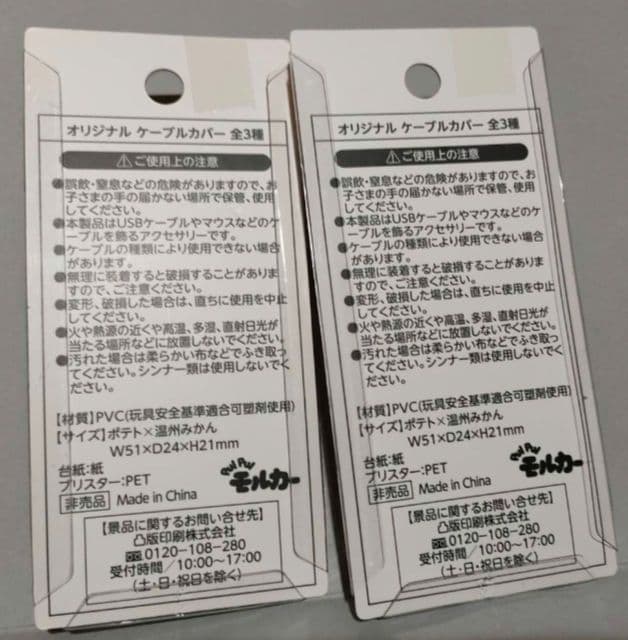 オリジナル ケーブルカバー 全3種
⚠ご使用上の注意
●誤飲・窒息などの危険がありますので、お
子さまの手の届かない場所で保管、使用
してください。
●本製品はUSBケーブルやマウスなどのケ
ーブルを飾るアクセサリーです。
●ケーブルの種類により使用できない場合
があります。
●無理に装着すると破損することがありま
すので、ご注意ください。
●変形、破損した場合は、直ちに使用を中止
してください。
●火や熱源の近くや高温、多湿、直射日光が
当たる場所などに放置しないでください。
●汚れた場合は柔らかい布などでふき取っ
てください。シンナー類は使用しないでく
ださい。
【材質】PVC(玩具安全基準適合可塑剤使用)
【サイズ】ポテト×温州みかん
W51×D24×H21mm
台紙:紙
ブリスター:PET
非売品 Made in China
PUI PUI
モルカー
【景品に関するお問い合せ先】
凸版印刷株式会社
0120-108-280
受付時間/10:00~17:00
(土・日・祝日を除く)
オリジナル ケーブルカバー 全3種
⚠ご使用上の注意
●誤飲・窒息などの危険がありますので、お
子さまの手の届かない場所で保管、使用
してください。
●本製品はUSBケーブルやマウスなどのケ
ーブルを飾るアクセサリーです。
●ケーブルの種類により使用できない場合
があります。
●無理に装着すると破損することがありま
すので、ご注意ください。
●変形、破損した場合は、直ちに使用を中止
してください。
●火や熱源の近くや高温、多湿、直射日光が
当たる場所などに放置しないでください。
●汚れた場合は柔らかい布などでふき取っ
てください。シンナー類は使用しないでく
ださい。
【材質】PVC(玩具安全基準適合可塑剤使用)
【サイズ】ポテト×温州みかん
W51×D24×H21mm
台紙:紙
ブリスター:PET
非売品 Made in China
PUI PUI
モルカー
【景品に関するお問い合せ先】
凸版印刷株式会社
0120-108-280
受付時間/10:00~17:00
(土・日・祝日を除く)